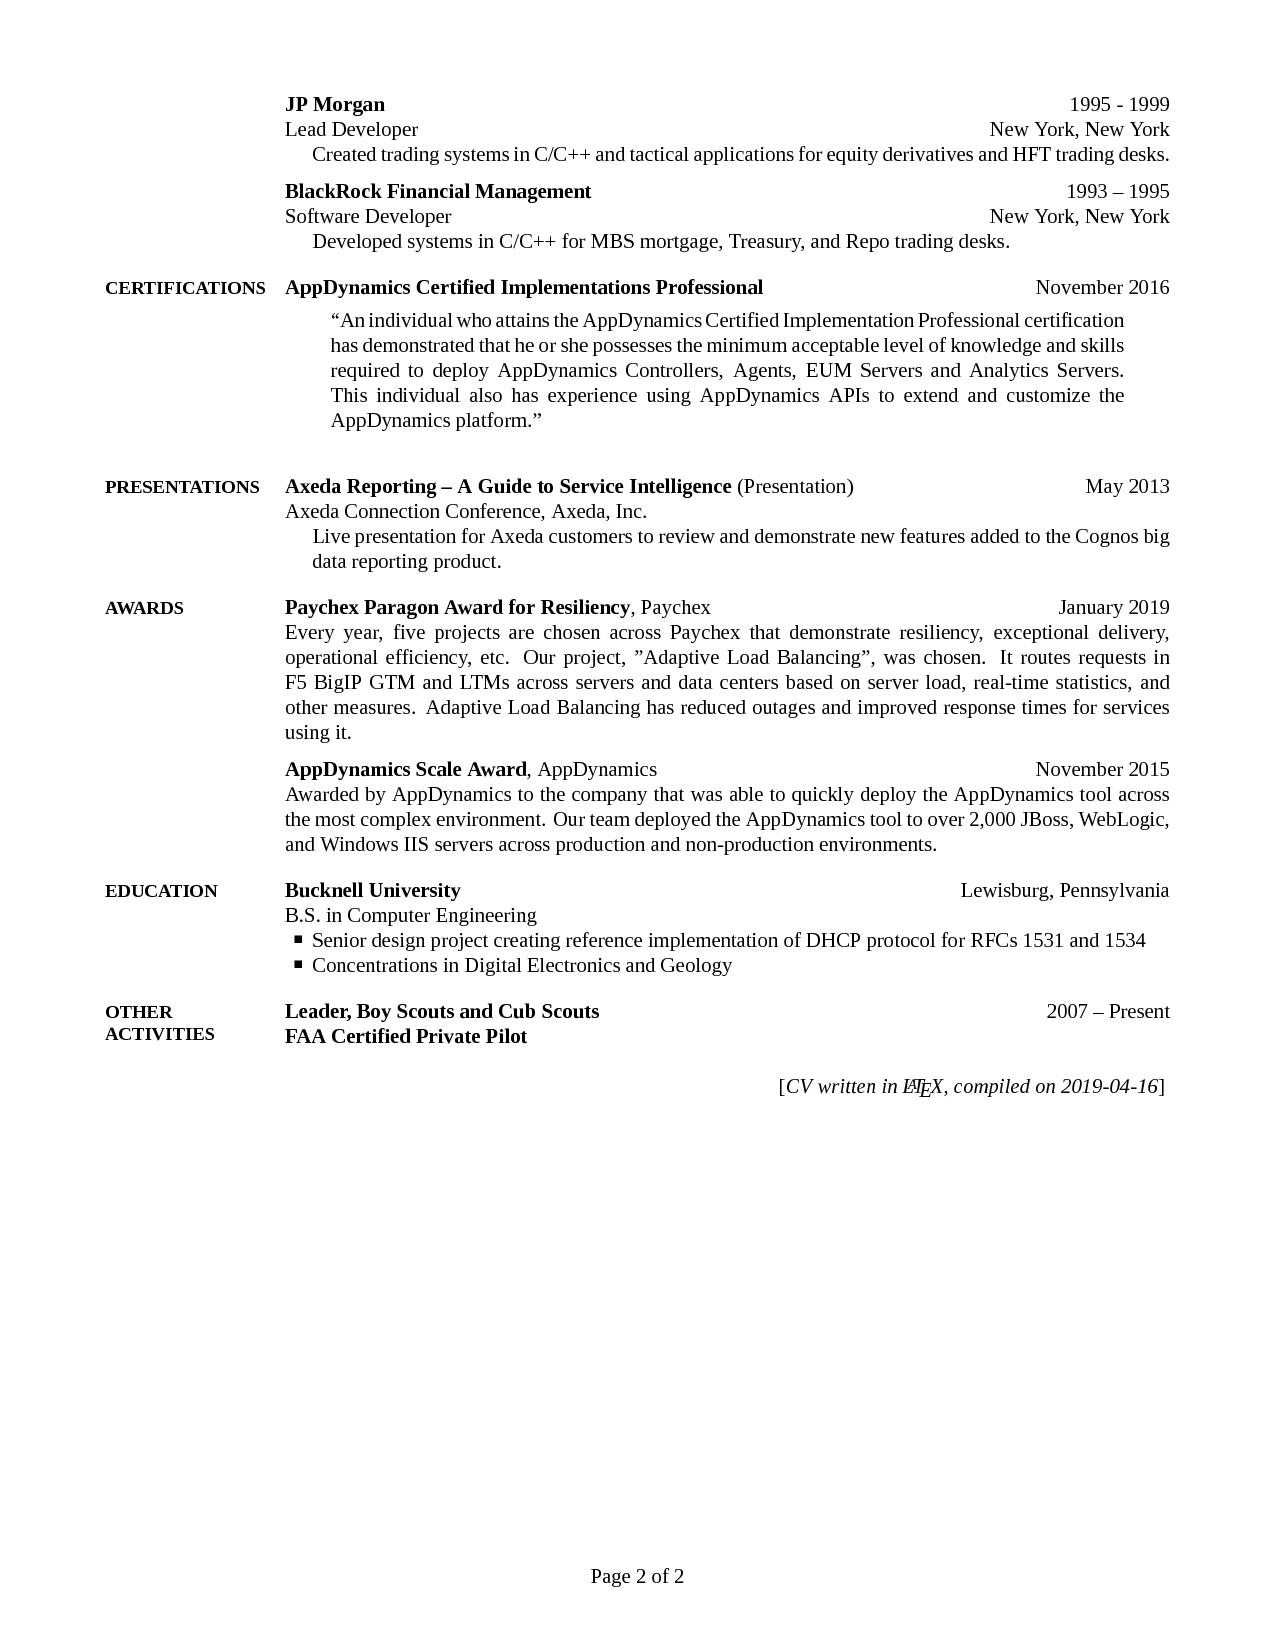 JP Morgan 1995 - 1999
Lead Developer New York, New York
Created trading systems in C/C++ and tactical applications for equity derivatives and HFT trading desks.
BlackRock Financial Management 1993 – 1995
Software Developer New York, New York
Developed systems in C/C++ for MBS mortgage, Treasury, and Repo trading desks.
CERTIFICATIONS AppDynamics Certified Implementations Professional November 2016
“An individual who attains the AppDynamics Certified Implementation Professional certification
has demonstrated that he or she possesses the minimum acceptable level of knowledge and skills
required to deploy AppDynamics Controllers, Agents, EUM Servers and Analytics Servers.
This individual also has experience using AppDynamics APIs to extend and customize the
AppDynamics platform.”
PRESENTATIONS Axeda Reporting – A Guide to Service Intelligence (Presentation) May 2013
Axeda Connection Conference, Axeda, Inc.
Live presentation for Axeda customers to review and demonstrate new features added to the Cognos big
data reporting product.
AWARDS Paychex Paragon Award for Resiliency, Paychex January 2019
Every year, five projects are chosen across Paychex that demonstrate resiliency, exceptional delivery,
operational efficiency, etc. Our project, ”Adaptive Load Balancing”, was chosen. It routes requests in
F5 BigIP GTM and LTMs across servers and data centers based on server load, real-time statistics, and
other measures. Adaptive Load Balancing has reduced outages and improved response times for services
using it.
AppDynamics Scale Award, AppDynamics November 2015
Awarded by AppDynamics to the company that was able to quickly deploy the AppDynamics tool across
the most complex environment. Our team deployed the AppDynamics tool to over 2,000 JBoss, WebLogic,
and Windows IIS servers across production and non-production environments.
EDUCATION Bucknell University Lewisburg, Pennsylvania
B.S. in Computer Engineering
▪ Senior design project creating reference implementation of DHCP protocol for RFCs 1531 and 1534
▪ Concentrations in Digital Electronics and Geology
OTHER Leader, Boy Scouts and Cub Scouts 2007 – Present
ACTIVITIES FAA Certified Private Pilot
[CV written in LATEX, compiled on 2019-04-16]
Page 2 of 2